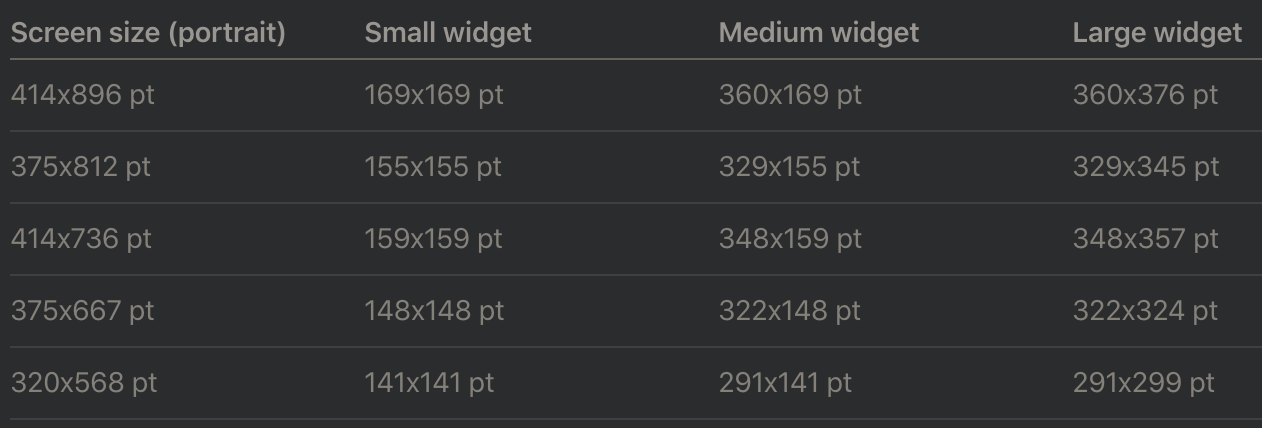 Screen size (portrait) Small widget Medium widget Large widget
414x896 pt 169x169 pt 360x169 pt 360x376 pt
375x812 pt 155x155 pt 329x155 pt 329x345 pt
414x736 pt 159x159 pt 348x159 pt 348x357 pt
375x667 pt 148x148 pt 322x148 pt 322x324 pt
320x568 pt 141x141 pt 291x141 pt 291x299 pt